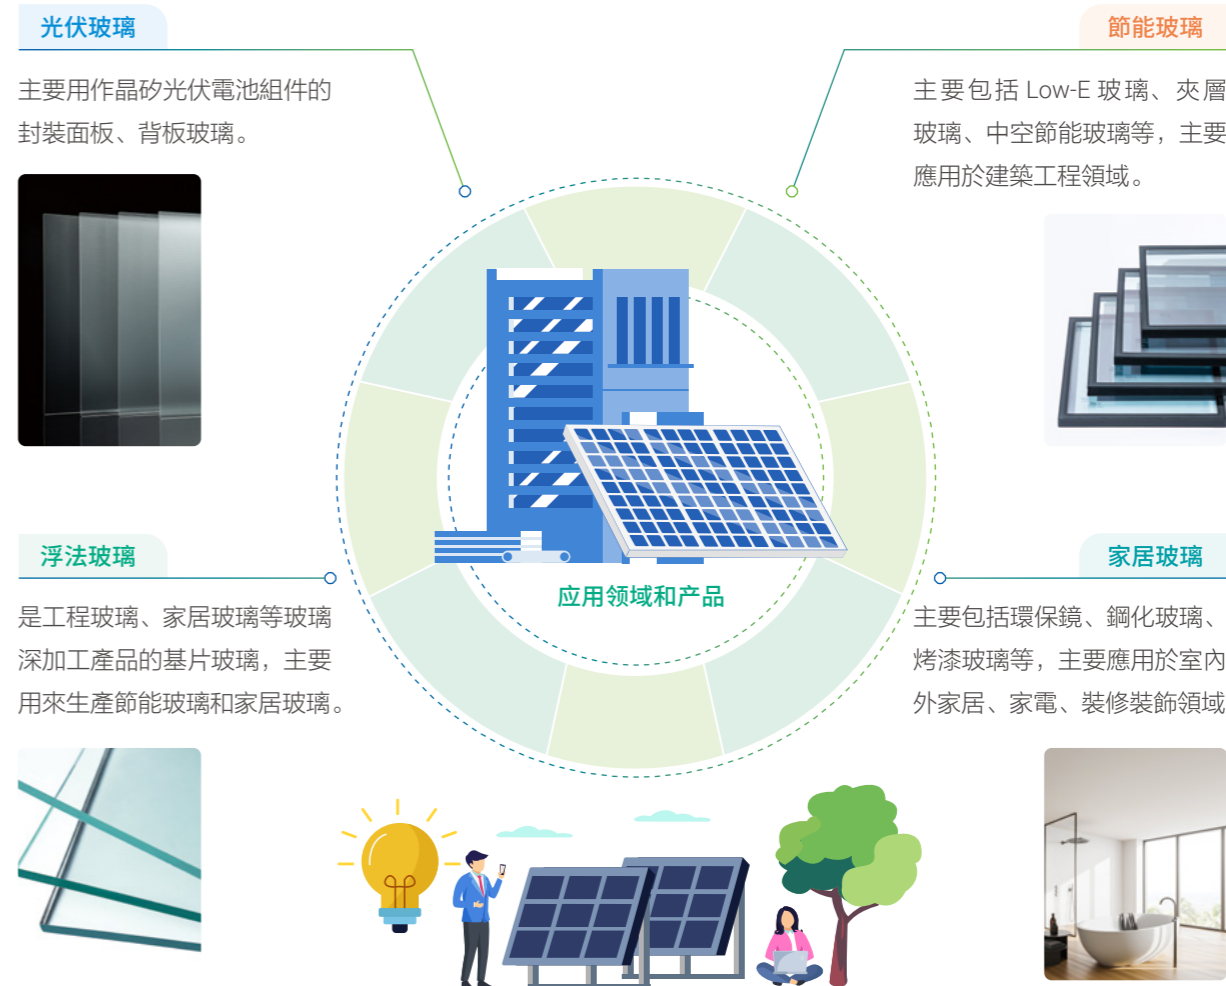 光伏玻璃
主要用作晶矽光伏電池組件的
封裝面板、背板玻璃。
節能玻璃
主要包括 Low-E 玻璃、夾層
玻璃、中空節能玻璃等，主要
應用於建築工程領域。
应用领域和产品
浮法玻璃
是工程玻璃、家居玻璃等玻璃
深加工產品的基片玻璃，主要
用來生產節能玻璃和家居玻璃。
家居玻璃
主要包括環保鏡、鋼化玻璃、
烤漆玻璃等，主要應用於室內
外家居、家電、裝修裝飾領域